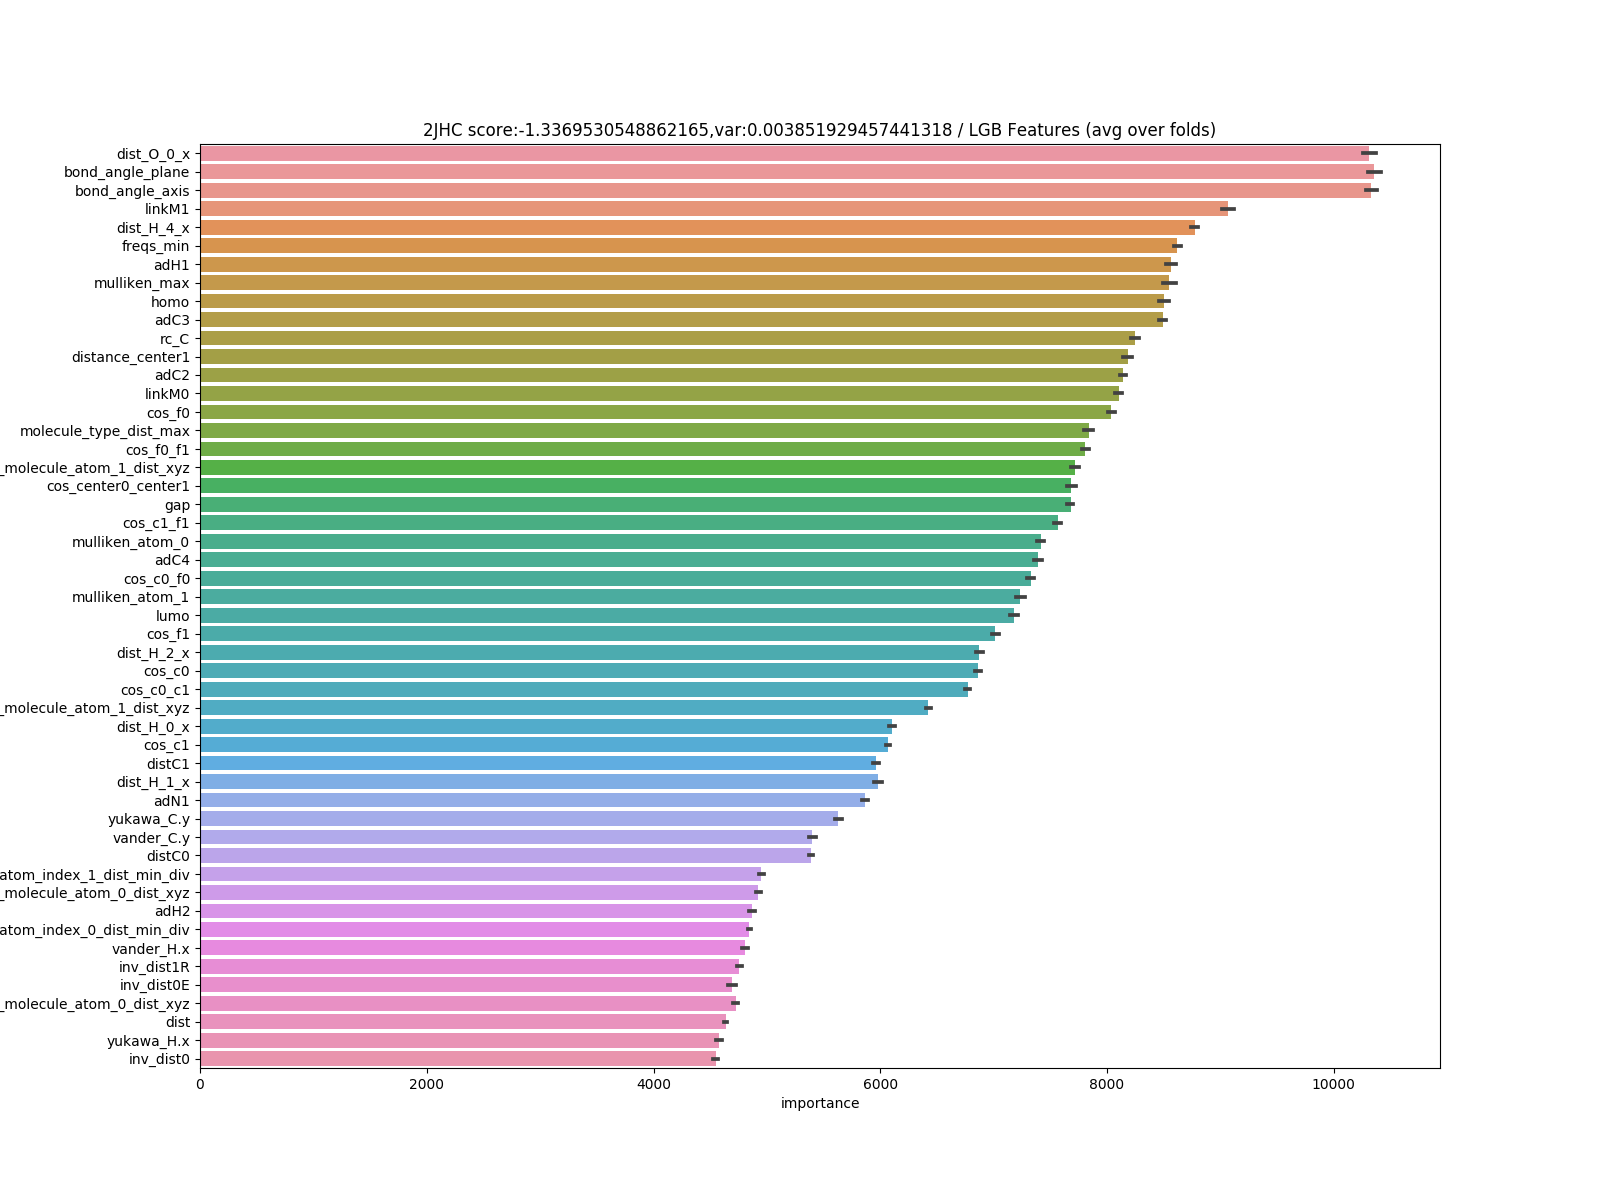 2JHC score:-1.3369530548862165,var:0.003851929457441318 / LGB Features (avg over folds)
dist_O_0_x
bond_angle_plane
bond_angle_axis
linkM1
dist_H_4_x
freqs_min
adH1
mulliken_max
homo
adC3
rc_C
distance_center1
adC2
linkM0
cos_f0
molecule_type_dist_max
cos_f0_f1
_molecule_atom_1_dist_xyz
cos_center0_center1
gap
cos_c1_f1
mulliken_atom_0
adC4
cos_c0_f0
mulliken_atom_1
lumo
cos_f1
dist_H_2_x
cos_c0
cos_c0_c1
_molecule_atom_1_dist_xyz
dist_H_0_x
cos_c1
distC1
dist_H_1_x
adN1
yukawa_C.y
vander_C.y
distC0
atom_index_1_dist_min_div
_molecule_atom_0_dist_xyz
adH2
atom_index_0_dist_min_div
vander_H.x
inv_dist1R
inv_dist0E
_molecule_atom_0_dist_xyz
dist
yukawa_H.x
inv_dist0
0 2000 4000 6000 8000 10000
importance